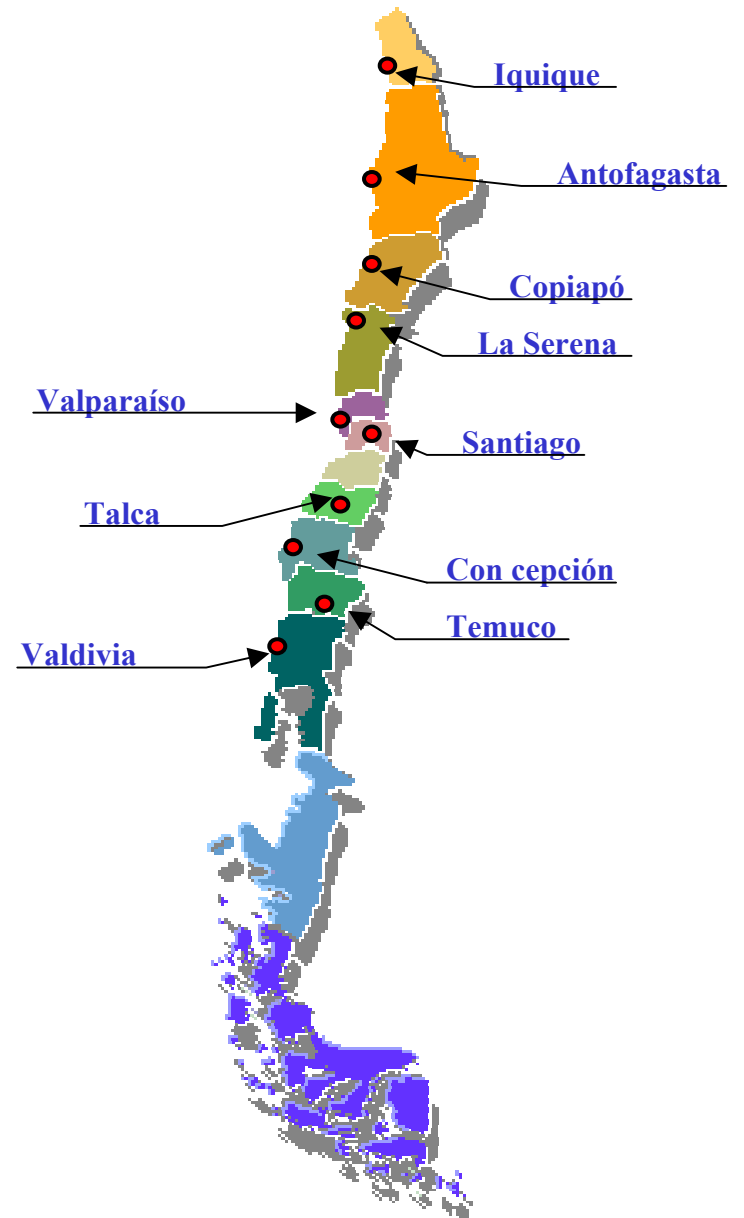 Iquique
Antofagasta
Copiapó
La Serena
Valparaíso
Santiago
Talca
Con cepción
Temuco
Valdivia